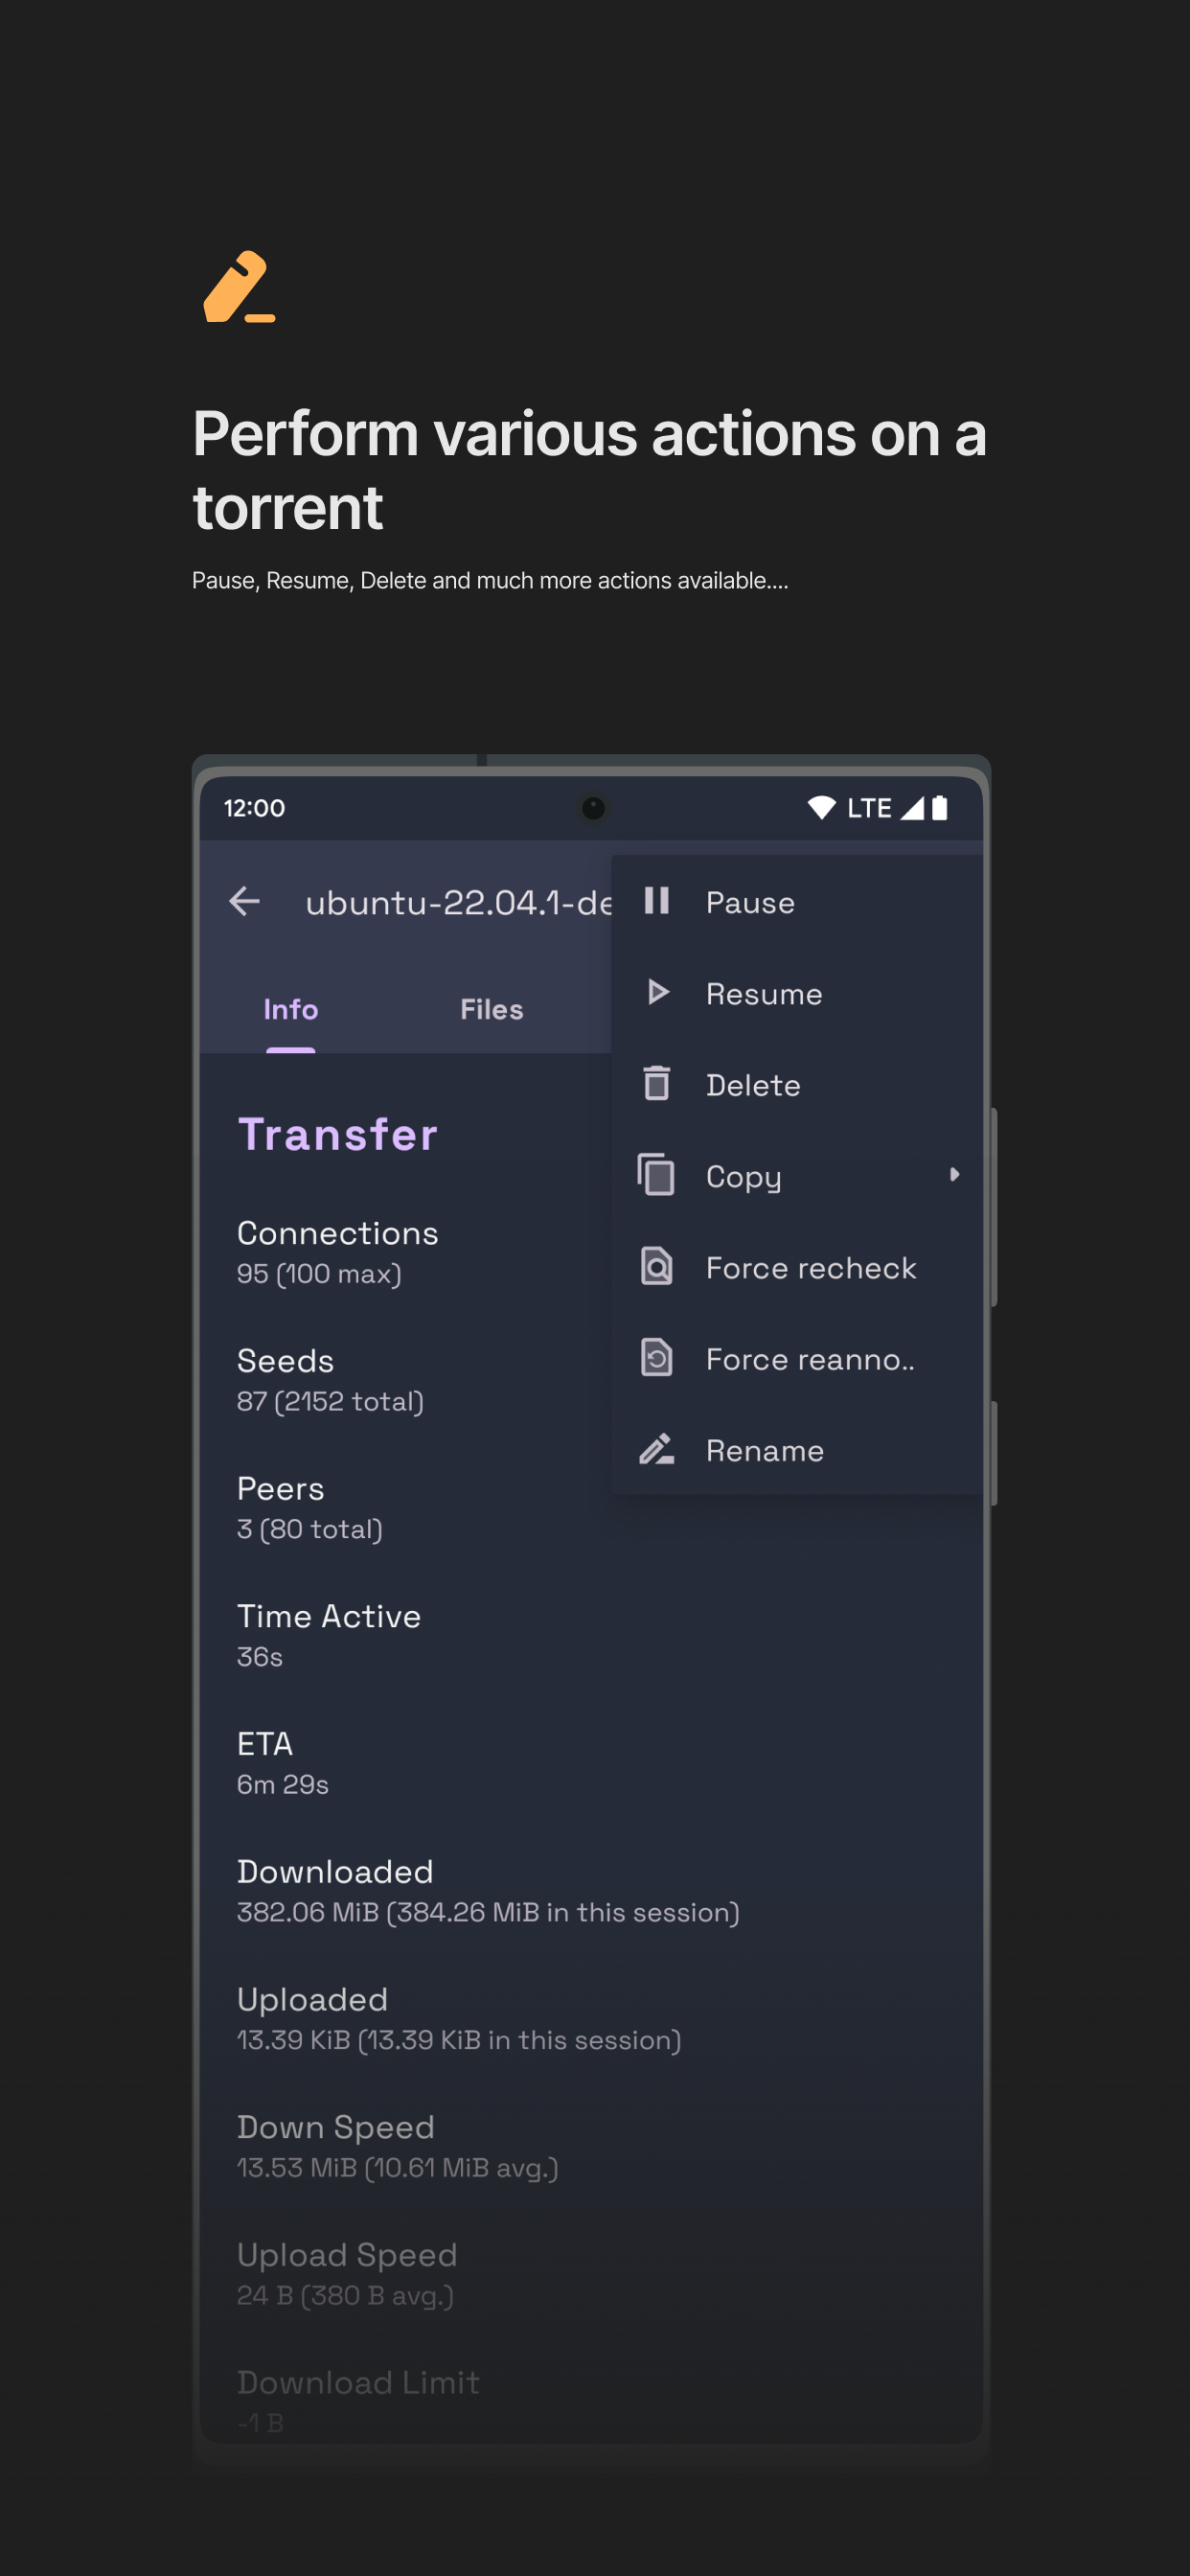 Perform various actions on a
torrent
Pause, Resume, Delete and much more actions available....
12:00
LTE
ubuntu-22.04.1-de
Info
Files
Pause
Resume
Delete
Copy
Force recheck
Force reanno..
Rename
Transfer
Connections
95 (100 max)
Seeds
87 (2152 total)
Peers
3 (80 total)
Time Active
36s
ETA
6m 29s
Downloaded
382.06 MiB (384.26 MiB in this session)
Uploaded
13.39 KiB (13.39 KiB in this session)
Down Speed
13.53 MiB (10.61 MiB avg.)
Upload Speed
24 B (380 B avg.)
Download Limit
-1 B